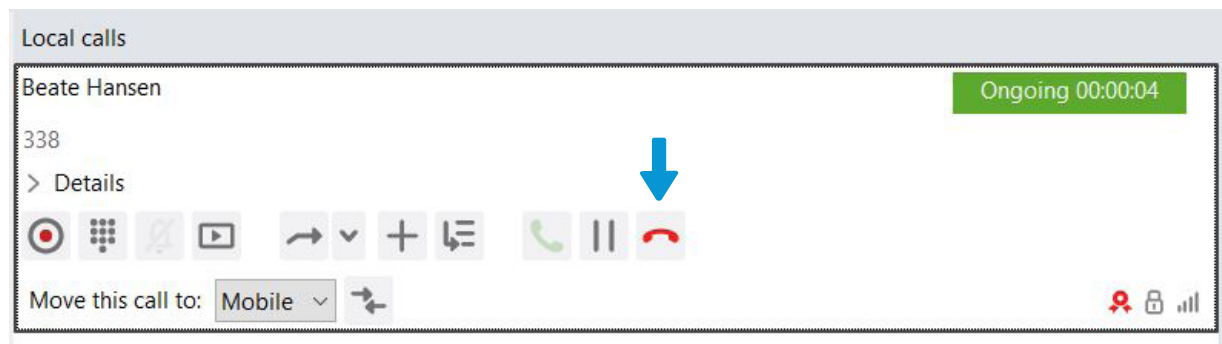 Local calls
Beate Hansen
Ongoing 00:00:04
338
Details
Move this call to: Mobile